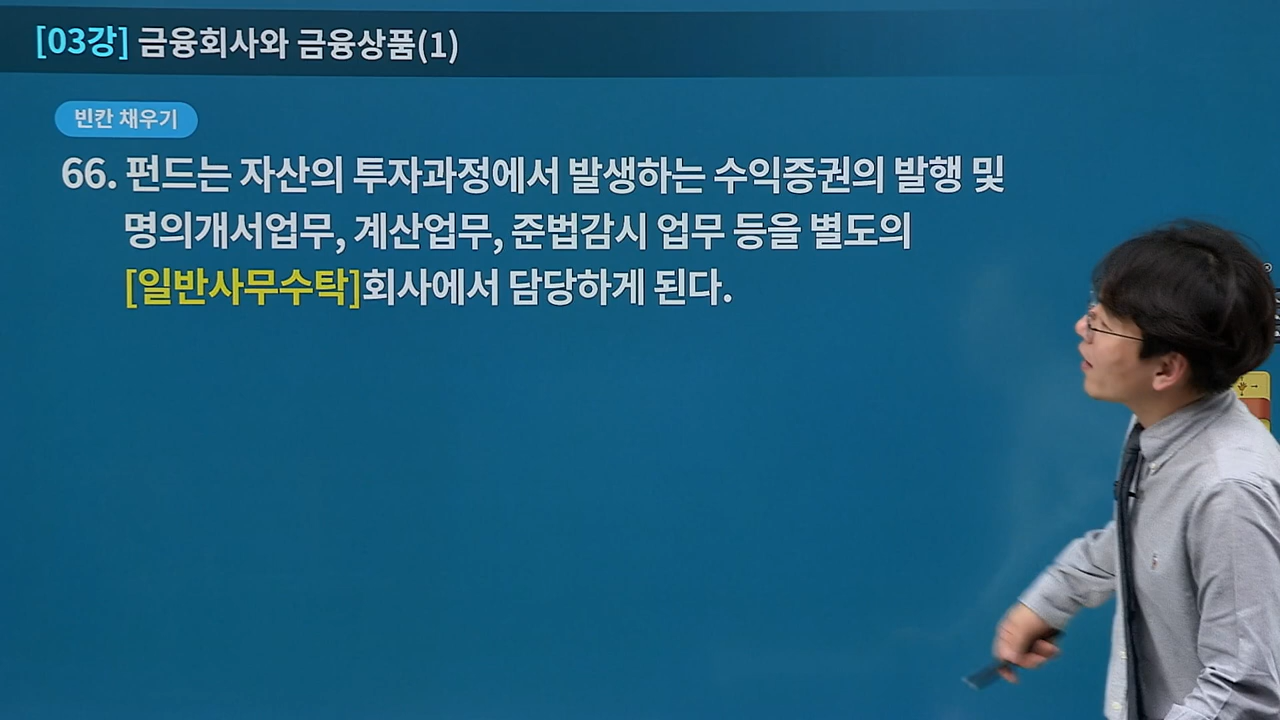 [03강] 금융회사와 금융상품(1)
빈칸 채우기
66. 펀드는 자산의 투자과정에서 발생하는 수익증권의 발행 및
명의개서업무, 계산업무, 준법감시 업무 등을 별도의
[일반사무수탁]회사에서 담당하게 된다.